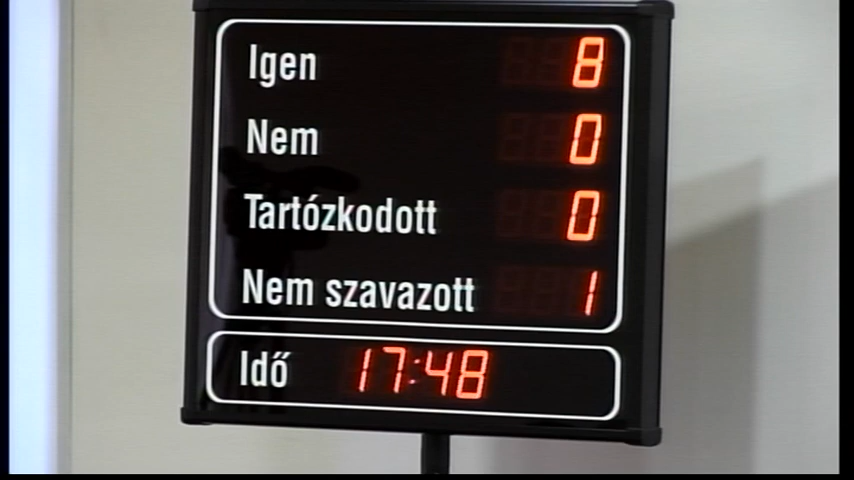 Igen 8
Nem 0
Tartózkodott 0
Nem szavazott 1
Idő 17:48